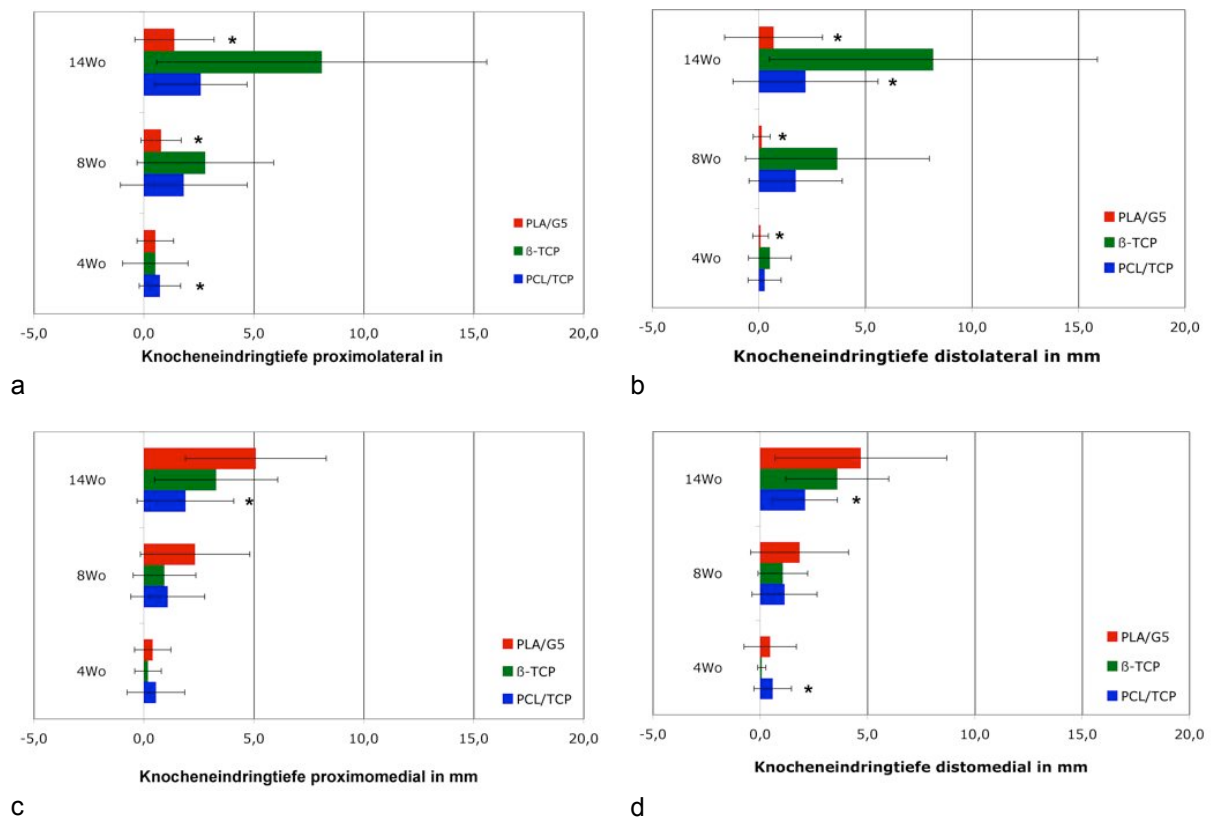 14Wo
*
8Wo
*
4Wo
*
PLA/G5
ß-TCP
PCL/TCP
-5,0 0,0 5,0 10,0 15,0 20,0
Knocheneindringtiefe proximolateral in
a
14Wo
*
*
8Wo
*
4Wo
*
PLA/G5
ß-TCP
PCL/TCP
-5,0 0,0 5,0 10,0 15,0 20,0
Knocheneindringtiefe distolateral in mm
b
14Wo
*
8Wo
4Wo
PLA/G5
ß-TCP
PCL/TCP
-5,0 0,0 5,0 10,0 15,0 20,0
Knocheneindringtiefe proximomedial in mm
c
14Wo
*
8Wo
4Wo
*
PLA/G5
ß-TCP
PCL/TCP
-5,0 0,0 5,0 10,0 15,0 20,0
Knocheneindringtiefe distomedial in mm
d